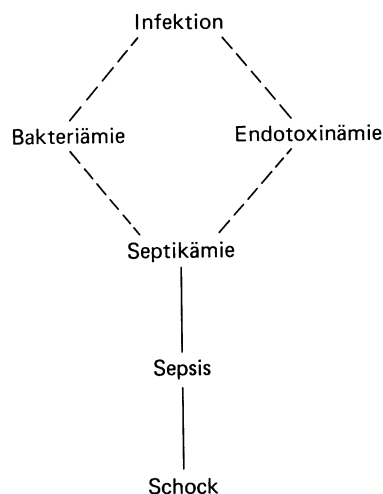 Infektion
Bakteriämie
Endotoxinämie
Septikämie
Sepsis
Schock